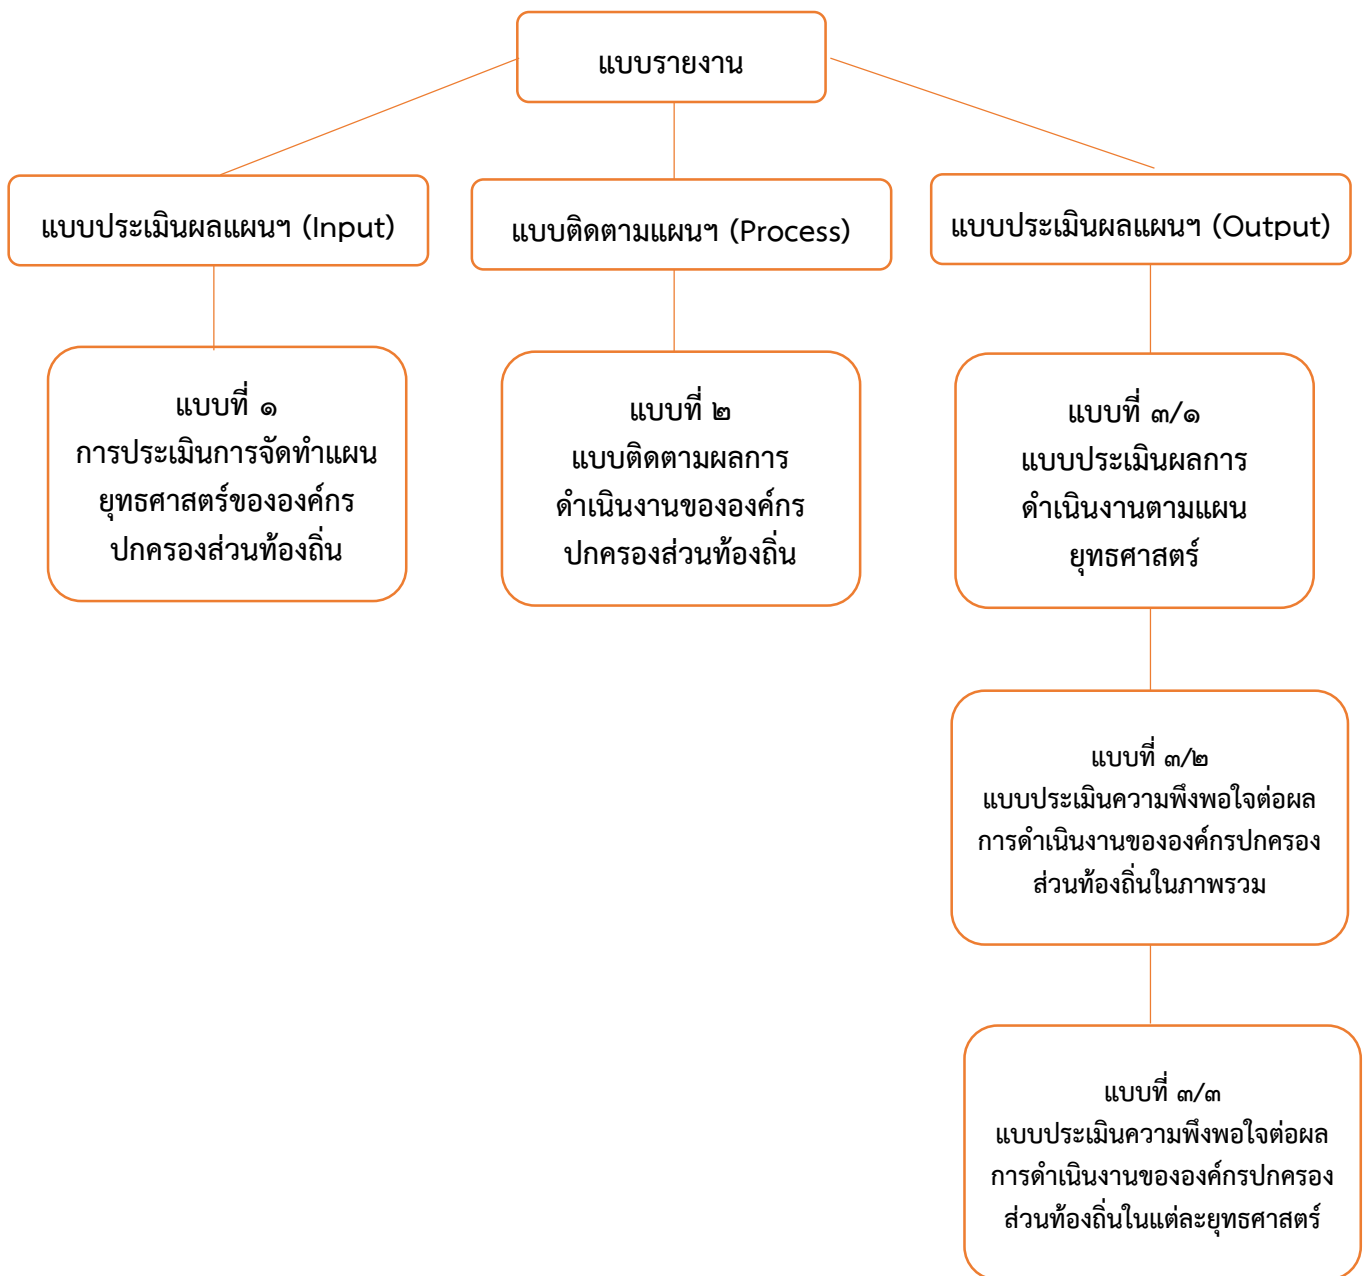 แบบรายงาน
แบบประเมินผลแผนฯ (Input)
แบบติดตามแผนฯ (Process)
แบบประเมินผลแผนฯ (Output)
แบบที่ ๑
การประเมินการจัดทำแผน
ยุทธศาสตร์ขององค์กร
ปกครองส่วนท้องถิ่น
แบบที่ ๒
แบบติดตามผลการ
ดำเนินงานขององค์กร
ปกครองส่วนท้องถิ่น
แบบที่ ๓/๑
แบบประเมินผลการ
ดำเนินงานตามแผน
ยุทธศาสตร์
แบบที่ ๓/๒
แบบประเมินความพึงพอใจต่อผล
การดำเนินงานขององค์กรปกครอง
ส่วนท้องถิ่นในภาพรวม
แบบที่ ๓/๓
แบบประเมินความพึงพอใจต่อผล
การดำเนินงานขององค์กรปกครอง
ส่วนท้องถิ่นในแต่ละยุทธศาสตร์